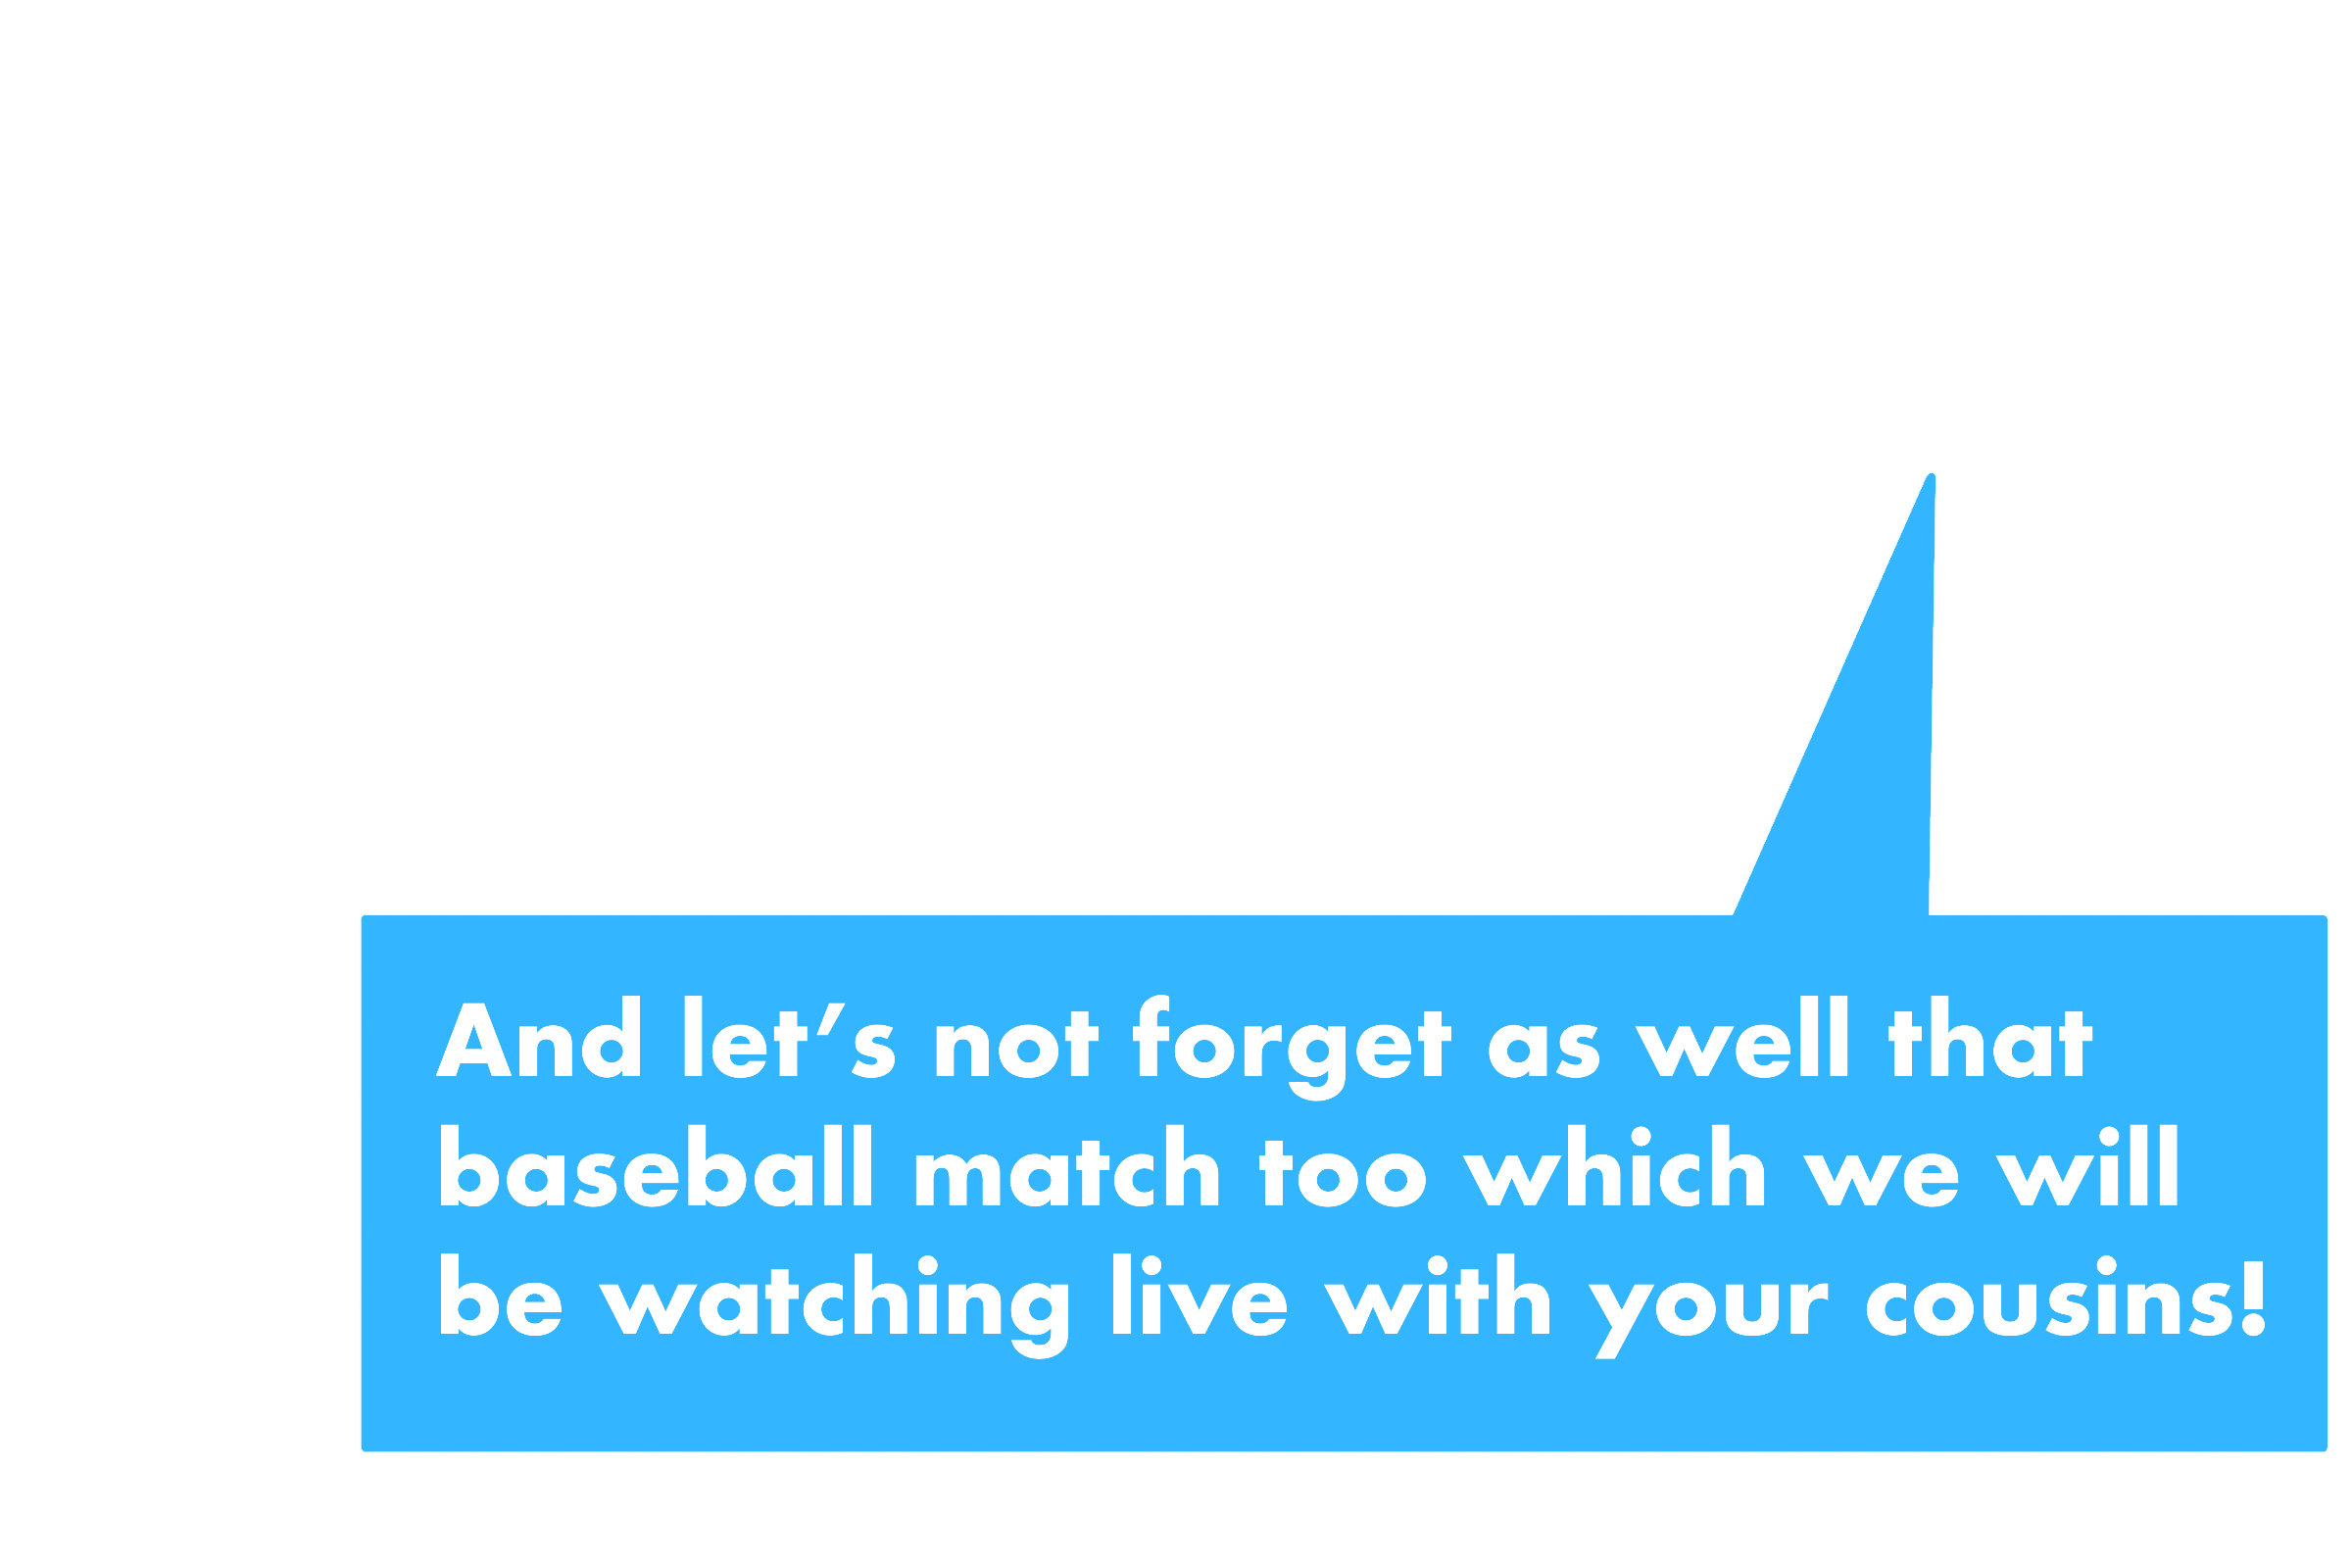 And let’s not forget as well that
baseball match too which we will
be watching live with your cousins!